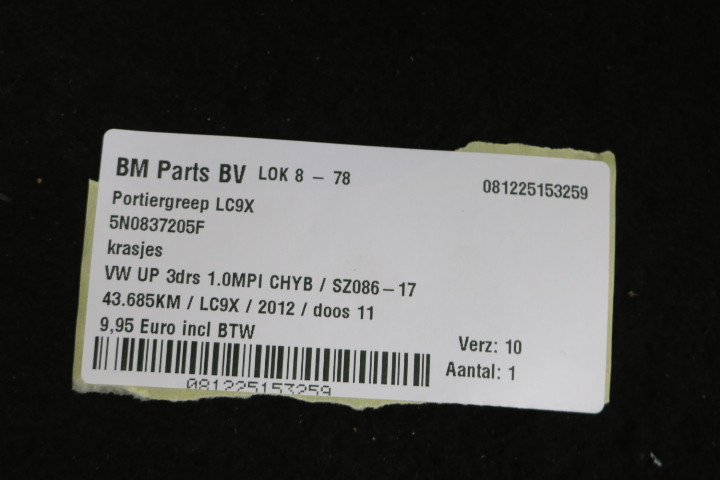 BM Parts BV LOK 8 - 78 081225153259
Portiergreep LC9X
5N0837205F
krasjes
VW UP 3drs 1.0MPI CHYB / SZ086-17
43.685KM / LC9X / 2012 / doos 11
9,95 Euro incl BTW
Verz: 10
Aantal: 1
081225153259